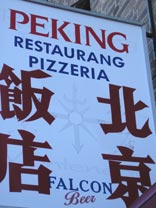 PEKING
RESTAURANG
PIZZERIA
北京
飯店
FALCON
Beer